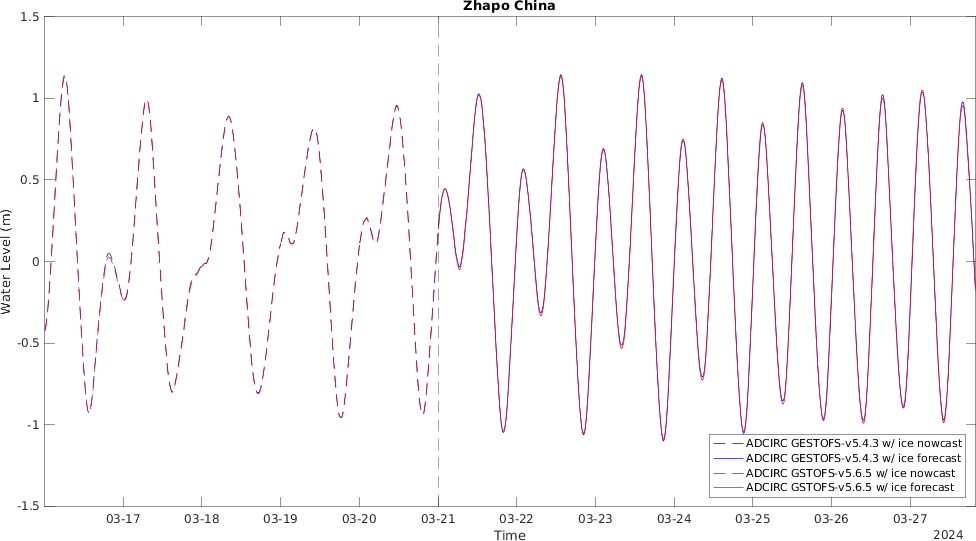 Zhapo China
1.5
1
0.5
0
-0.5
-1
-1.5
Water Level (m)
03-17 03-18 03-19 03-20 03-21 03-22 03-23 03-24 03-25 03-26 03-27
Time
2024
ADCIRC GESTOFS-v5.4.3 w/ ice nowcast
ADCIRC GESTOFS-v5.4.3 w/ ice forecast
ADCIRC GSTOFS-v5.6.5 w/ ice nowcast
ADCIRC GSTOFS-v5.6.5 w/ ice forecast